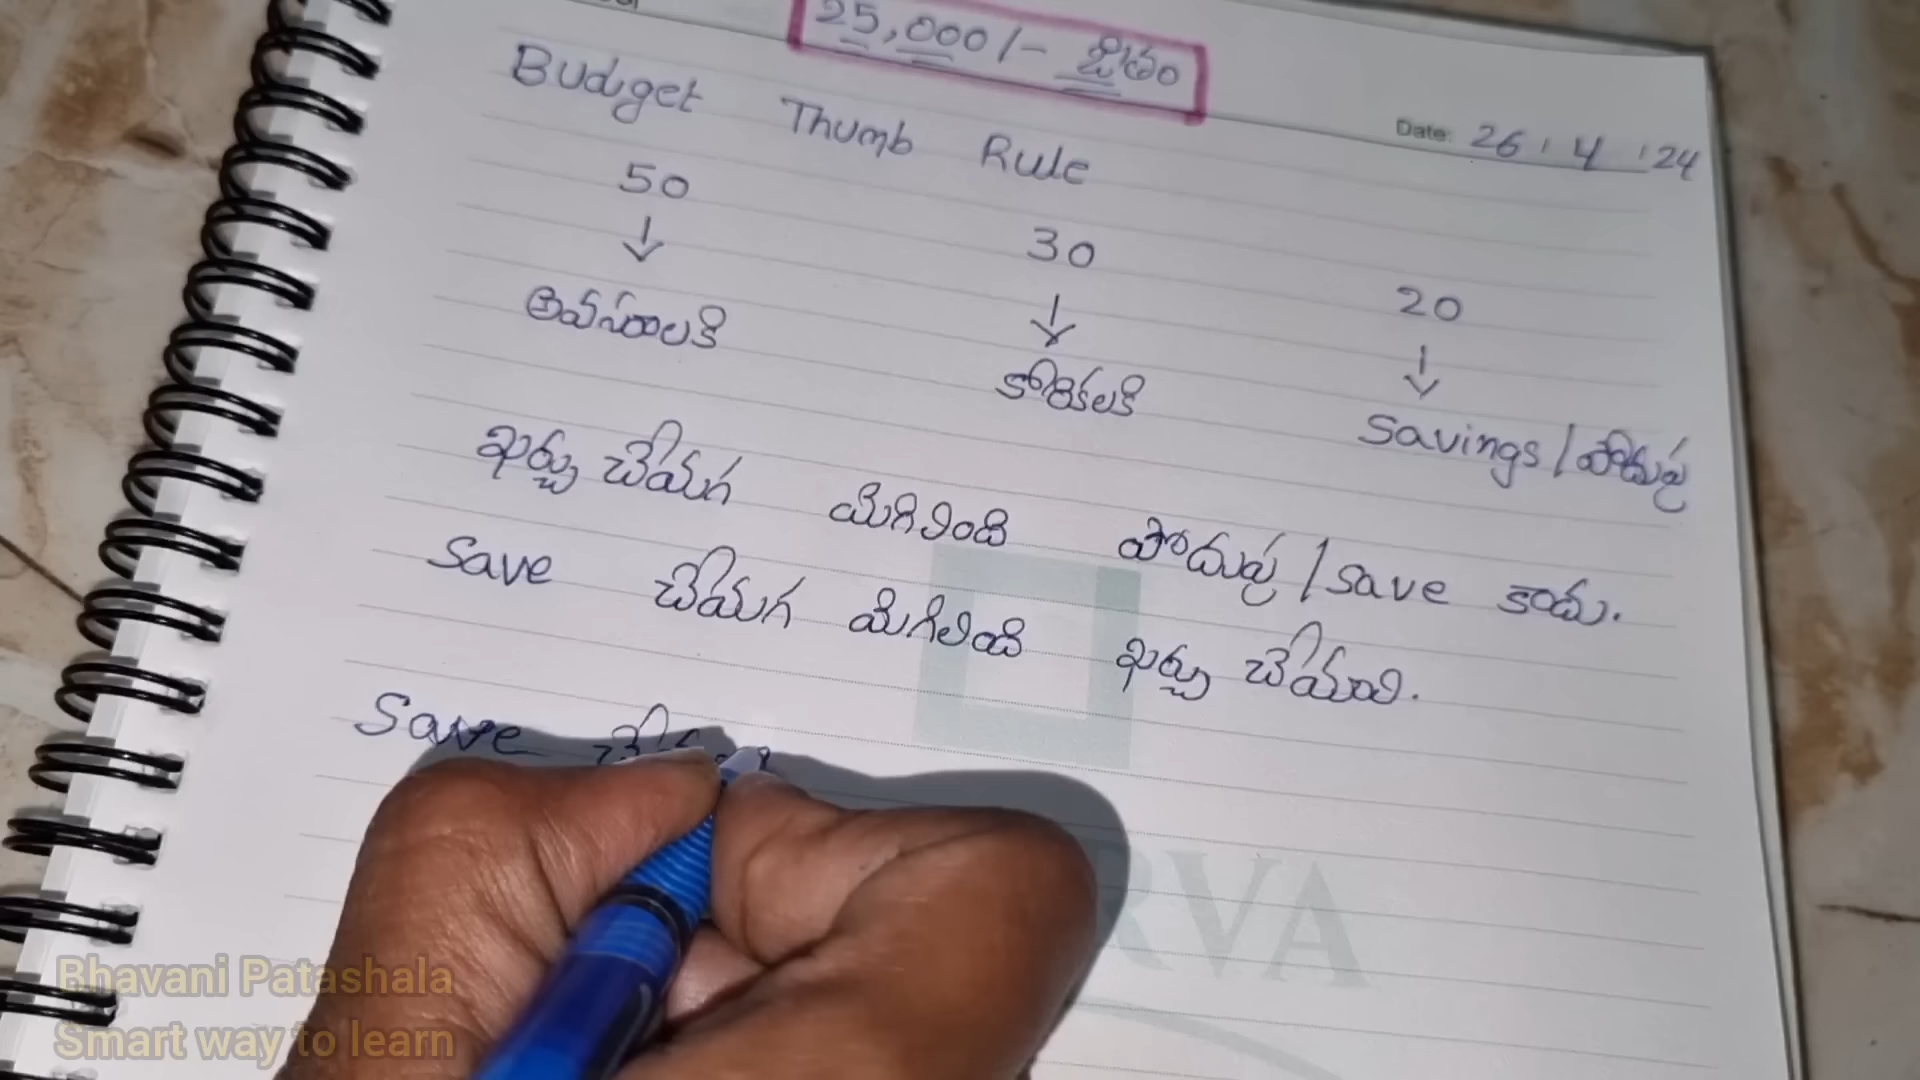 25,000/- జీతం
Budget Thumb Rule
Date: 26 / 4 / 24
50 30 20
అవసరాలకి కోరికలకి Savings / పొదుపు
ఖర్చు చేయగ మిగిలింది పొదుపు / save కాదు.
Save చేయగ మిగిలింది ఖర్చు చేయాలి.
Save
RVA
Bhavani Patashala
Smart way to learn